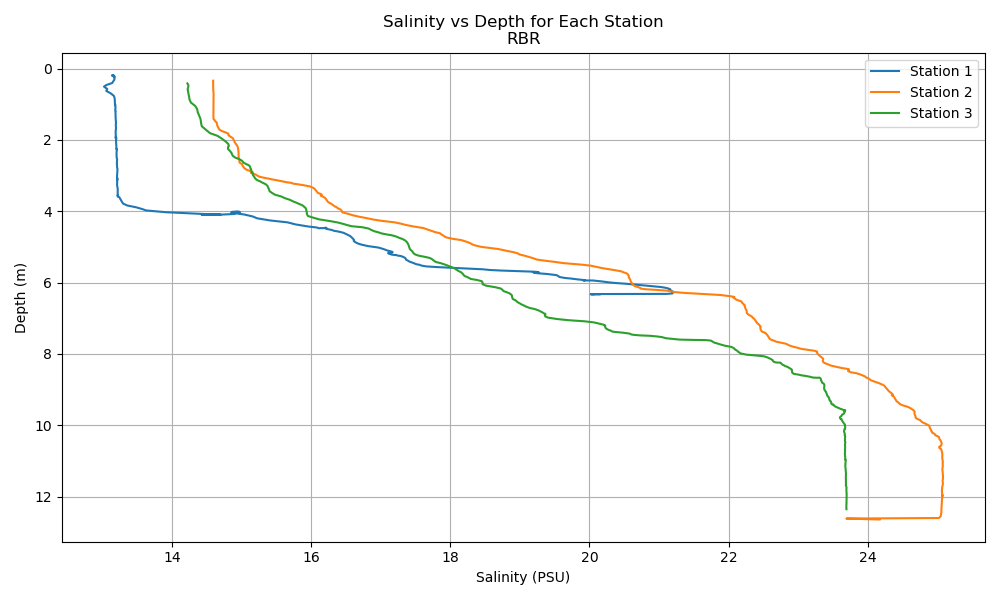 Salinity vs Depth for Each Station
RBR
Station 1
Station 2
Station 3
0
2
4
6
8
10
12
Depth (m)
14
16
18
20
22
24
Salinity (PSU)